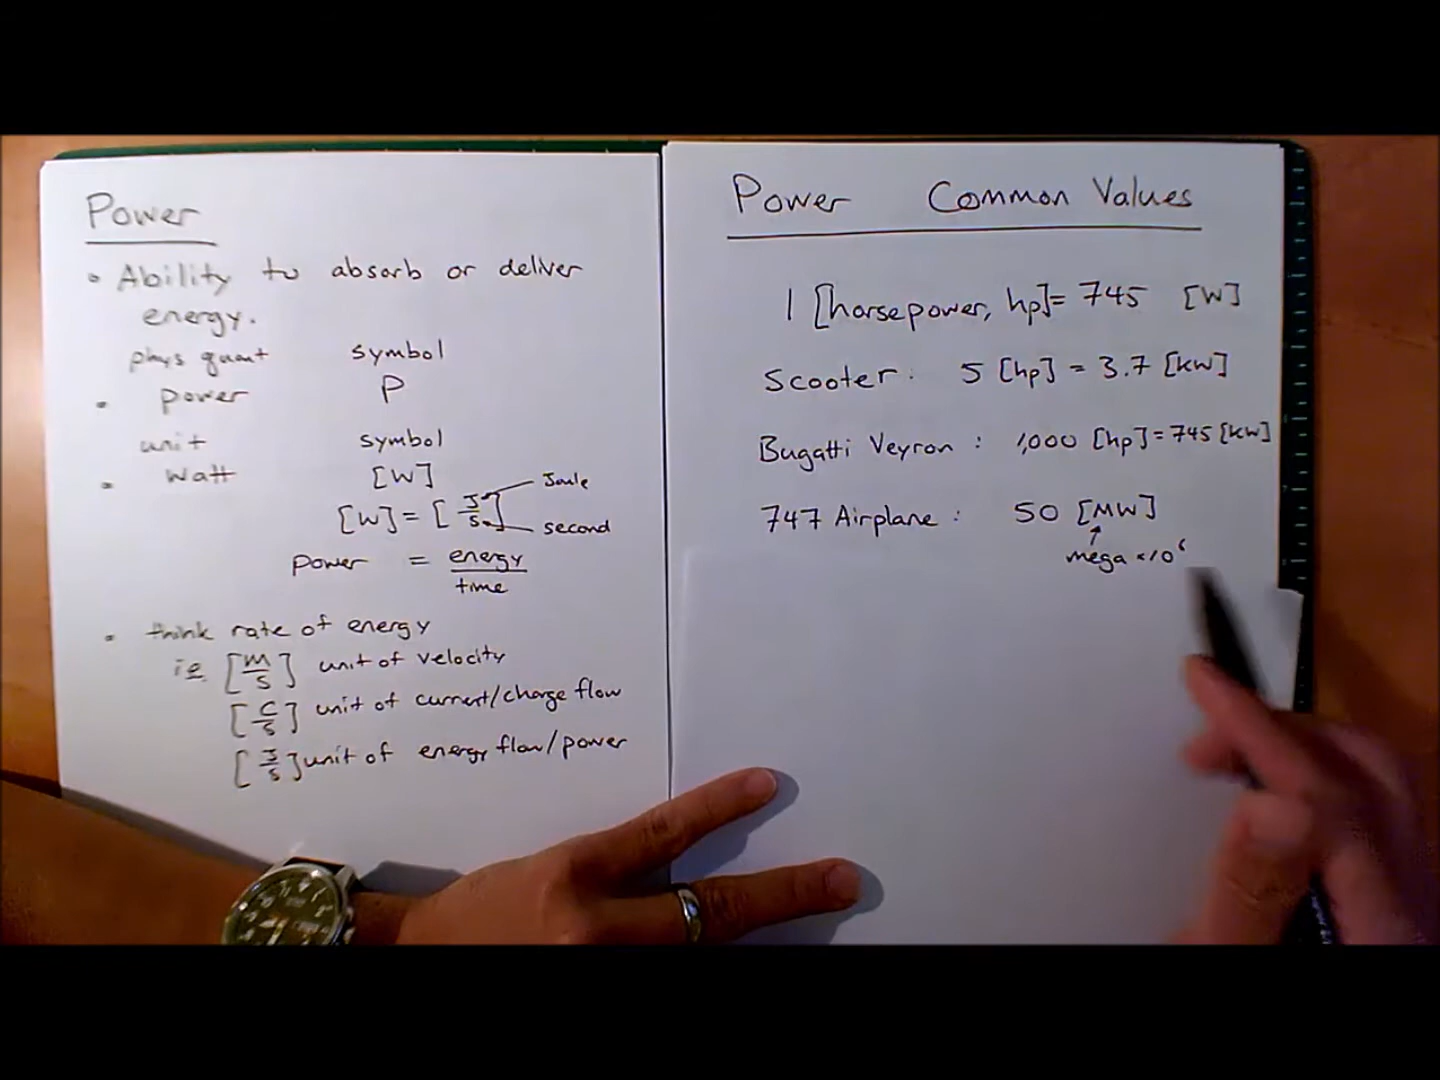 Power
• Ability to absorb or deliver
energy.
phys quant symbol
• power P
unit symbol
• Watt [W]
[W] = [J/s] Joule
second
power = energy/time
• think rate of energy
ie [m/s] unit of velocity
[C/s] unit of current/charge flow
[J/s] unit of energy flow/power
Power Common Values
1 [horsepower, hp] = 745 [W]
Scooter: 5 [hp] = 3.7 [kW]
Bugatti Veyron: 1,000 [hp] = 745 [kW]
747 Airplane: 50 [MW]
mega ×10⁶